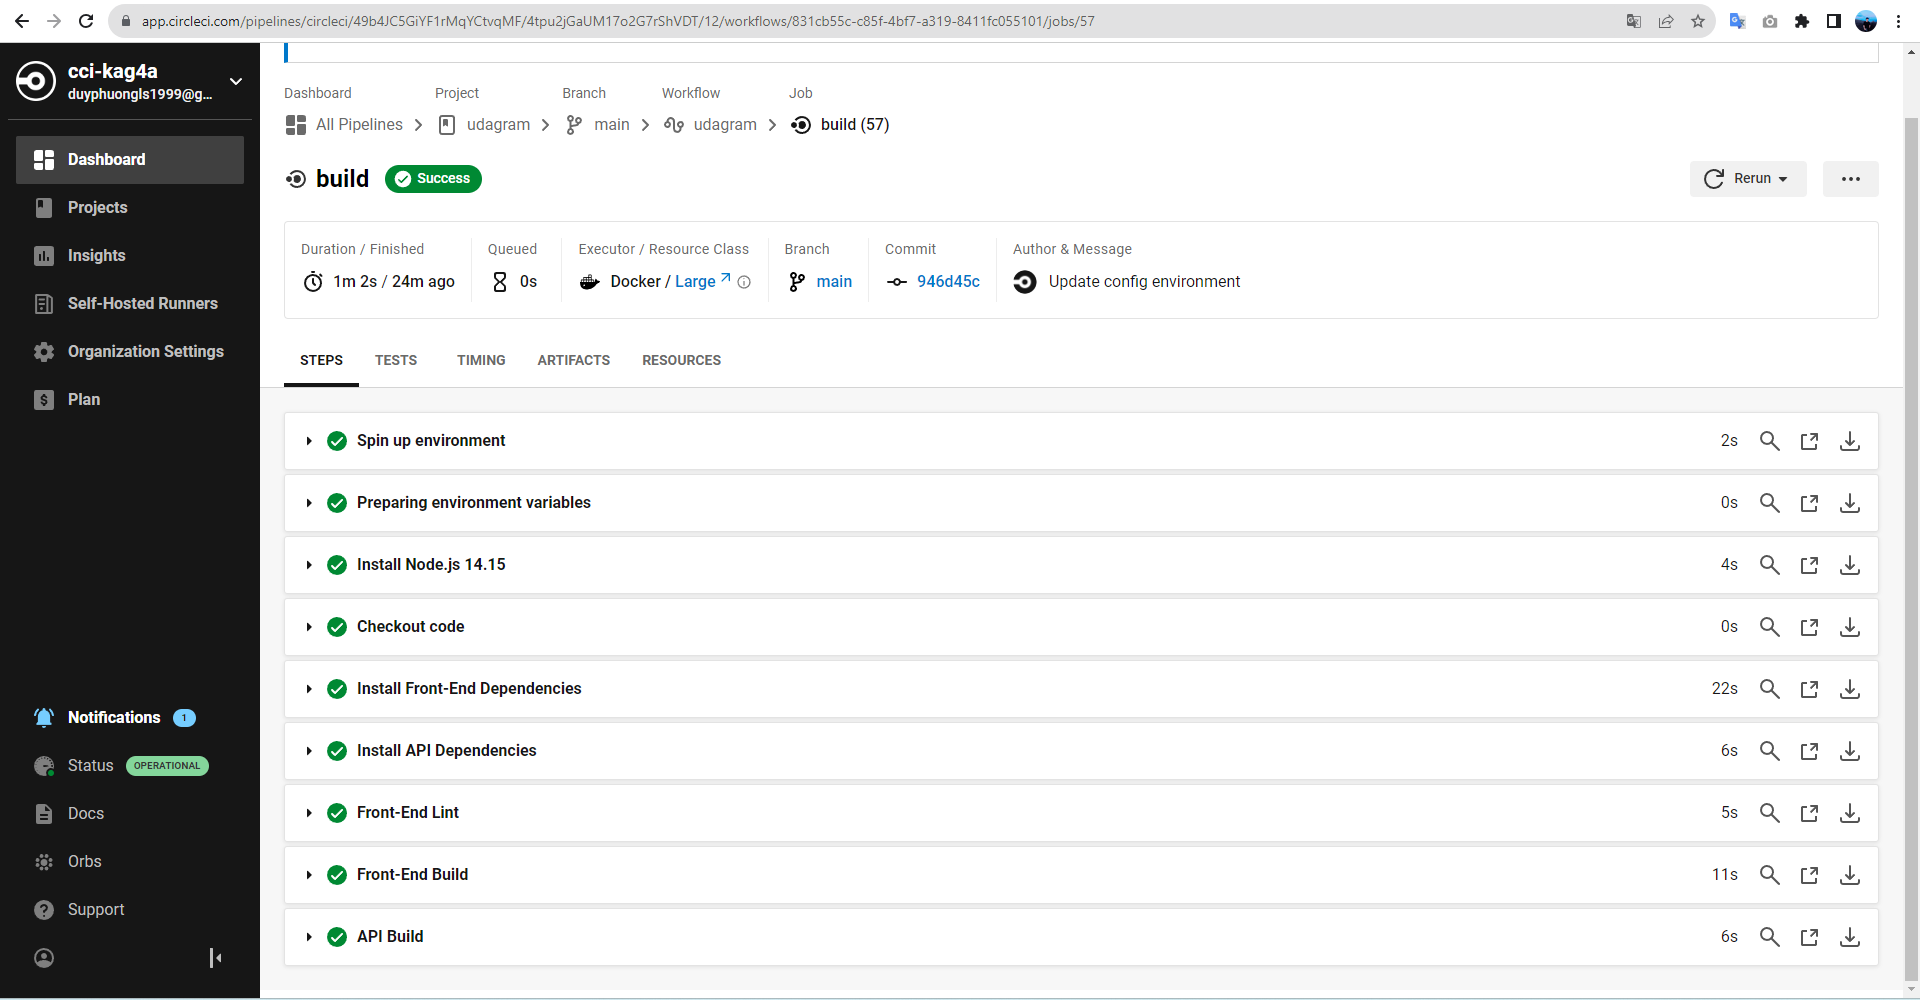 app.circleci.com/pipelines/circleci/49b4JC5GiYF1rMqYCtvqMF/4tpu2jGaUM17o2G7rShVDT/12/workflows/831cb55c-c85f-4bf7-a319-8411fc055101/jobs/57
cci-kag4a
duyphuongls1999@g...
Dashboard
Projects
Insights
Self-Hosted Runners
Organization Settings
Plan
Notifications 1
Status OPERATIONAL
Docs
Orbs
Support
Dashboard Project Branch Workflow Job
All Pipelines udagram main udagram build (57)
build Success Rerun
Duration / Finished Queued Executor / Resource Class Branch Commit Author & Message
1m 2s / 24m ago 0s Docker / Large main 946d45c Update config environment
STEPS TESTS TIMING ARTIFACTS RESOURCES
Spin up environment 2s
Preparing environment variables 0s
Install Node.js 14.15 4s
Checkout code 0s
Install Front-End Dependencies 22s
Install API Dependencies 6s
Front-End Lint 5s
Front-End Build 11s
API Build 6s